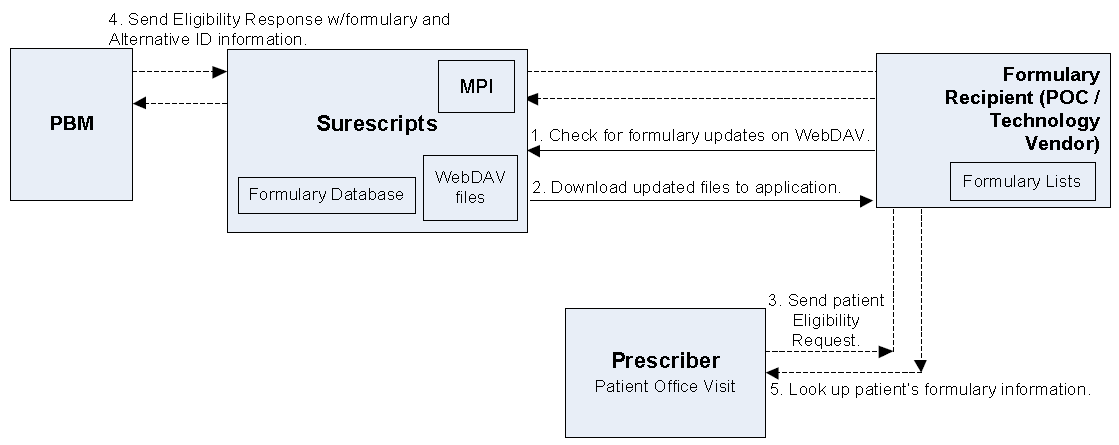 4. Send Eligibility Response w/formulary and
Alternative ID information.
PBM
Surescripts
MPI
Formulary Database
WebDAV
files
Formulary
Recipient (POC /
Technology
Vendor)
Formulary Lists
1. Check for formulary updates on WebDAV.
2. Download updated files to application.
3. Send patient
Eligibility
Request.
Prescriber
Patient Office Visit
5. Look up patient's formulary information.